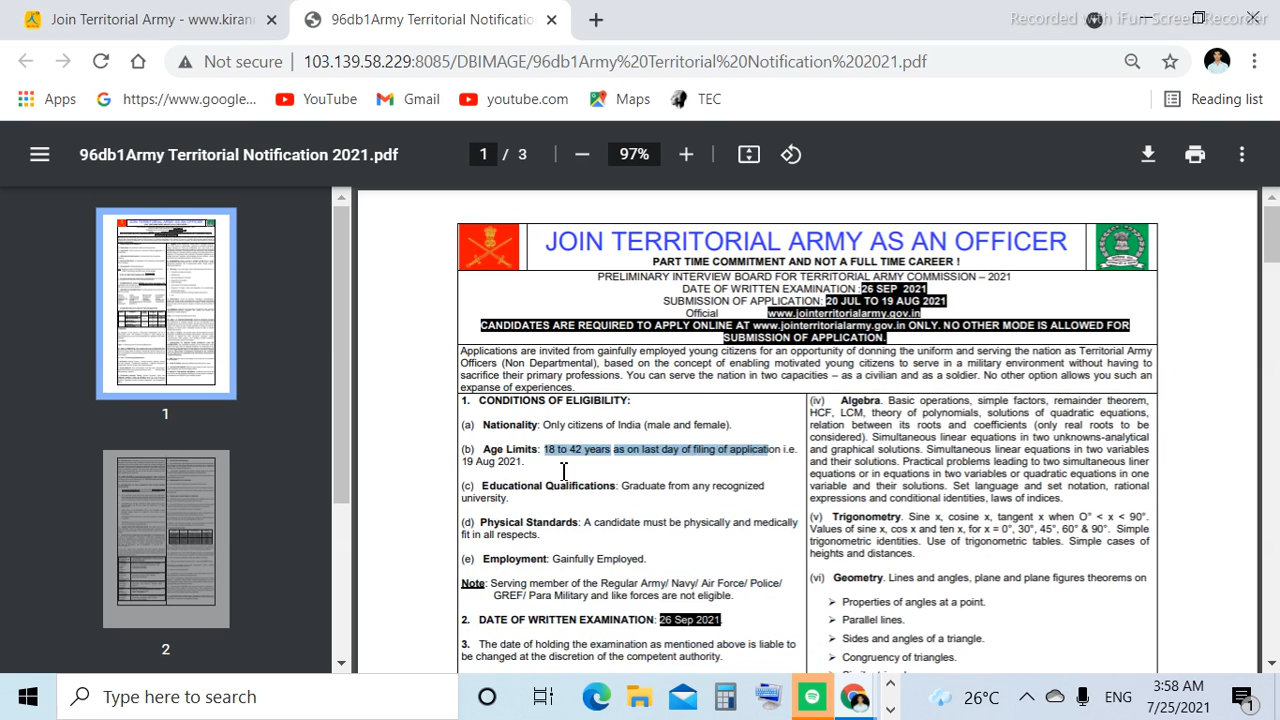 Join Territorial Army - www.kiran
96db1Army Territorial Notificatio
Recorded with iFun Screen Recorder
Not secure
103.139.58.229:8085/DBIMAGE/96db1Army%20Territorial%20Notification%202021.pdf
Apps
https://www.google...
YouTube
Gmail
youtube.com
Maps
TEC
Reading list
96db1Army Territorial Notification 2021.pdf
1 / 3
97%
1
2
JOIN TERRITORIAL ARMY AS AN OFFICER
PART TIME COMMITMENT AND NOT A FULL TIME CAREER !
PRELIMINARY INTERVIEW BOARD FOR TERRITORIAL ARMY COMMISSION – 2021
DATE OF WRITTEN EXAMINATION :26 SEP 2021
SUBMISSION OF APPLICATION: 20 JUL TO 19 AUG 2021
Official www.jointerritorialarmy.gov.in
CANDIDATES ARE REQUIRED TO APPLY ONLINE AT www.jointerritorialarmy.gov.in ONLY. NO OTHER MODE IS ALLOWED FOR
SUBMISSION OF APPLICATION.
Applications are invited from gainfully employed young citizens for an opportunity of donning the uniform and serving the nation as Territorial Army
Officers (Non Departmental), based on the concept of enabling motivated young citizens to serve in a military environment without having to
sacrifice their primary professions. You can serve the nation in two capacities – as a civilian and as a soldier. No other option allows you such an
expanse of experiences.
1. CONDITIONS OF ELIGIBILITY:
(a) Nationality: Only citizens of India (male and female).
(b) Age Limits: 18 to 42 years as on last day of filing of application i.e.
19 Aug 2021.
(c) Educational Qualifications: Graduate from any recognized
university.
(d) Physical Standards: A candidate must be physically and medically
fit in all respects.
(e) Employment: Gainfully Employed.
Note: Serving member of the Regular Army/ Navy/ Air Force/ Police/
GREF/ Para Military and like forces are not eligible.
2. DATE OF WRITTEN EXAMINATION: 26 Sep 2021.
3. The date of holding the examination as mentioned above is liable to
be changed at the discretion of the competent authority.
(iv) Algebra. Basic operations, simple factors, remainder theorem,
HCF, LCM, theory of polynomials, solutions of quadratic equations,
relation between its roots and coefficients (only real roots to be
considered). Simultaneous linear equations in two unknowns-analytical
and graphical solutions. Simultaneous linear equations in two variables
and their solutions. Practical problems leading to two simultaneous liner
equations or in equations in two variables or quadratic equations in one
variable and their solutions. Set language and set notation, rational
expressions and conditional identities, laws of indices.
(v) Trigonometry. Sine x, cosine x, tangent x when O° < x < 90°.
Values of sine x, cos x and ten x, for x = 0°, 30°, 45°, 60° & 90°. Simple
trigonometric identities. Use of trigonometric tables. Simple cases of
heights and distances.
(vi) Geometry. Lines and angles, plane and plane figures theorems on
➢ Properties of angles at a point.
➢ Parallel lines.
➢ Sides and angles of a triangle.
➢ Congruency of triangles.
Type here to search
26°C
ENG
3:58 AM
7/25/2021
1